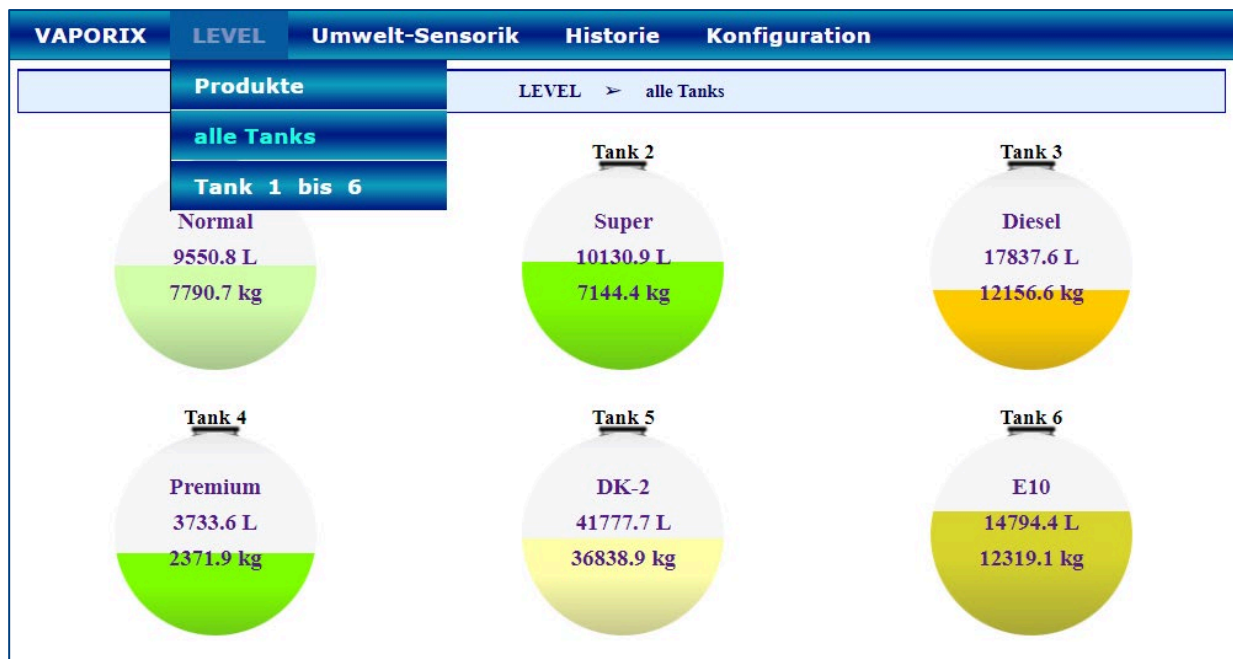 VAPORIX LEVEL Umwelt-Sensorik Historie Konfiguration
Produkte
LEVEL ➢ alle Tanks
alle Tanks
Tank 1 bis 6
Tank 2
Tank 3
Normal
9550.8 L
7790.7 kg
Super
10130.9 L
7144.4 kg
Diesel
17837.6 L
12156.6 kg
Tank 4
Tank 5
Tank 6
Premium
3733.6 L
2371.9 kg
DK-2
41777.7 L
36838.9 kg
E10
14794.4 L
12319.1 kg